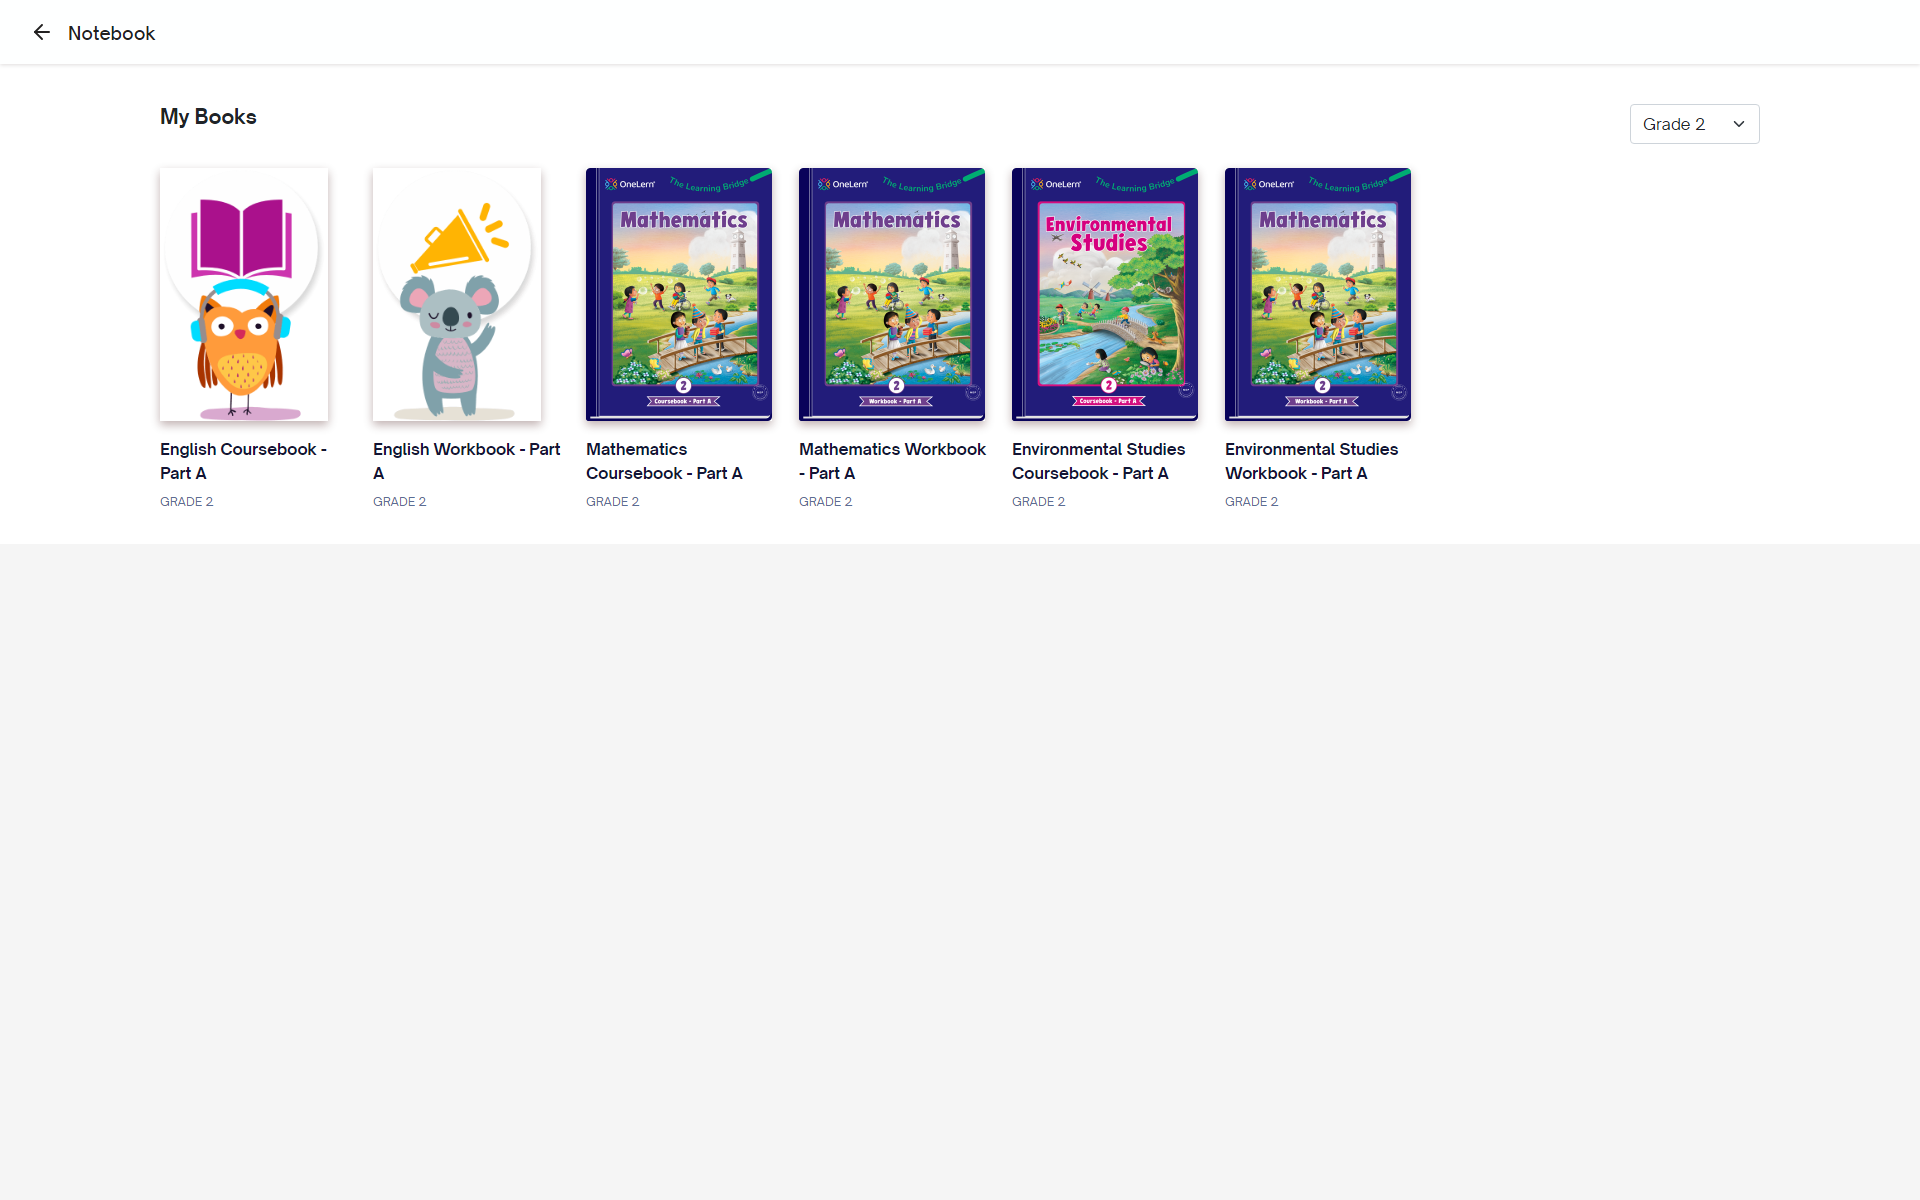 Notebook
My Books
Grade 2
OneLern
The Learning Bridge
Mathematics
2
Coursebook - Part A
OneLern
The Learning Bridge
Mathematics
2
Workbook - Part A
OneLern
The Learning Bridge
Environmental
Studies
2
Coursebook - Part A
OneLern
The Learning Bridge
Mathematics
2
Workbook - Part A
English Coursebook -
Part A
GRADE 2
English Workbook - Part
A
GRADE 2
Mathematics
Coursebook - Part A
GRADE 2
Mathematics Workbook
- Part A
GRADE 2
Environmental Studies
Coursebook - Part A
GRADE 2
Environmental Studies
Workbook - Part A
GRADE 2